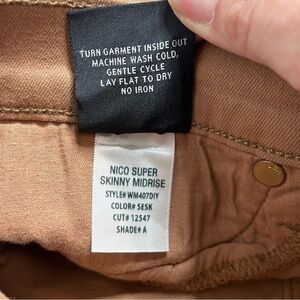 TURN GARMENT INSIDE OUT
MACHINE WASH COLD,
GENTLE CYCLE
LAY FLAT TO DRY
NO IRON
NICO SUPER
SKINNY MIDRISE
STYLE# WM407DIY
COLOR# SESK
CUT# 12547
SHADE# A